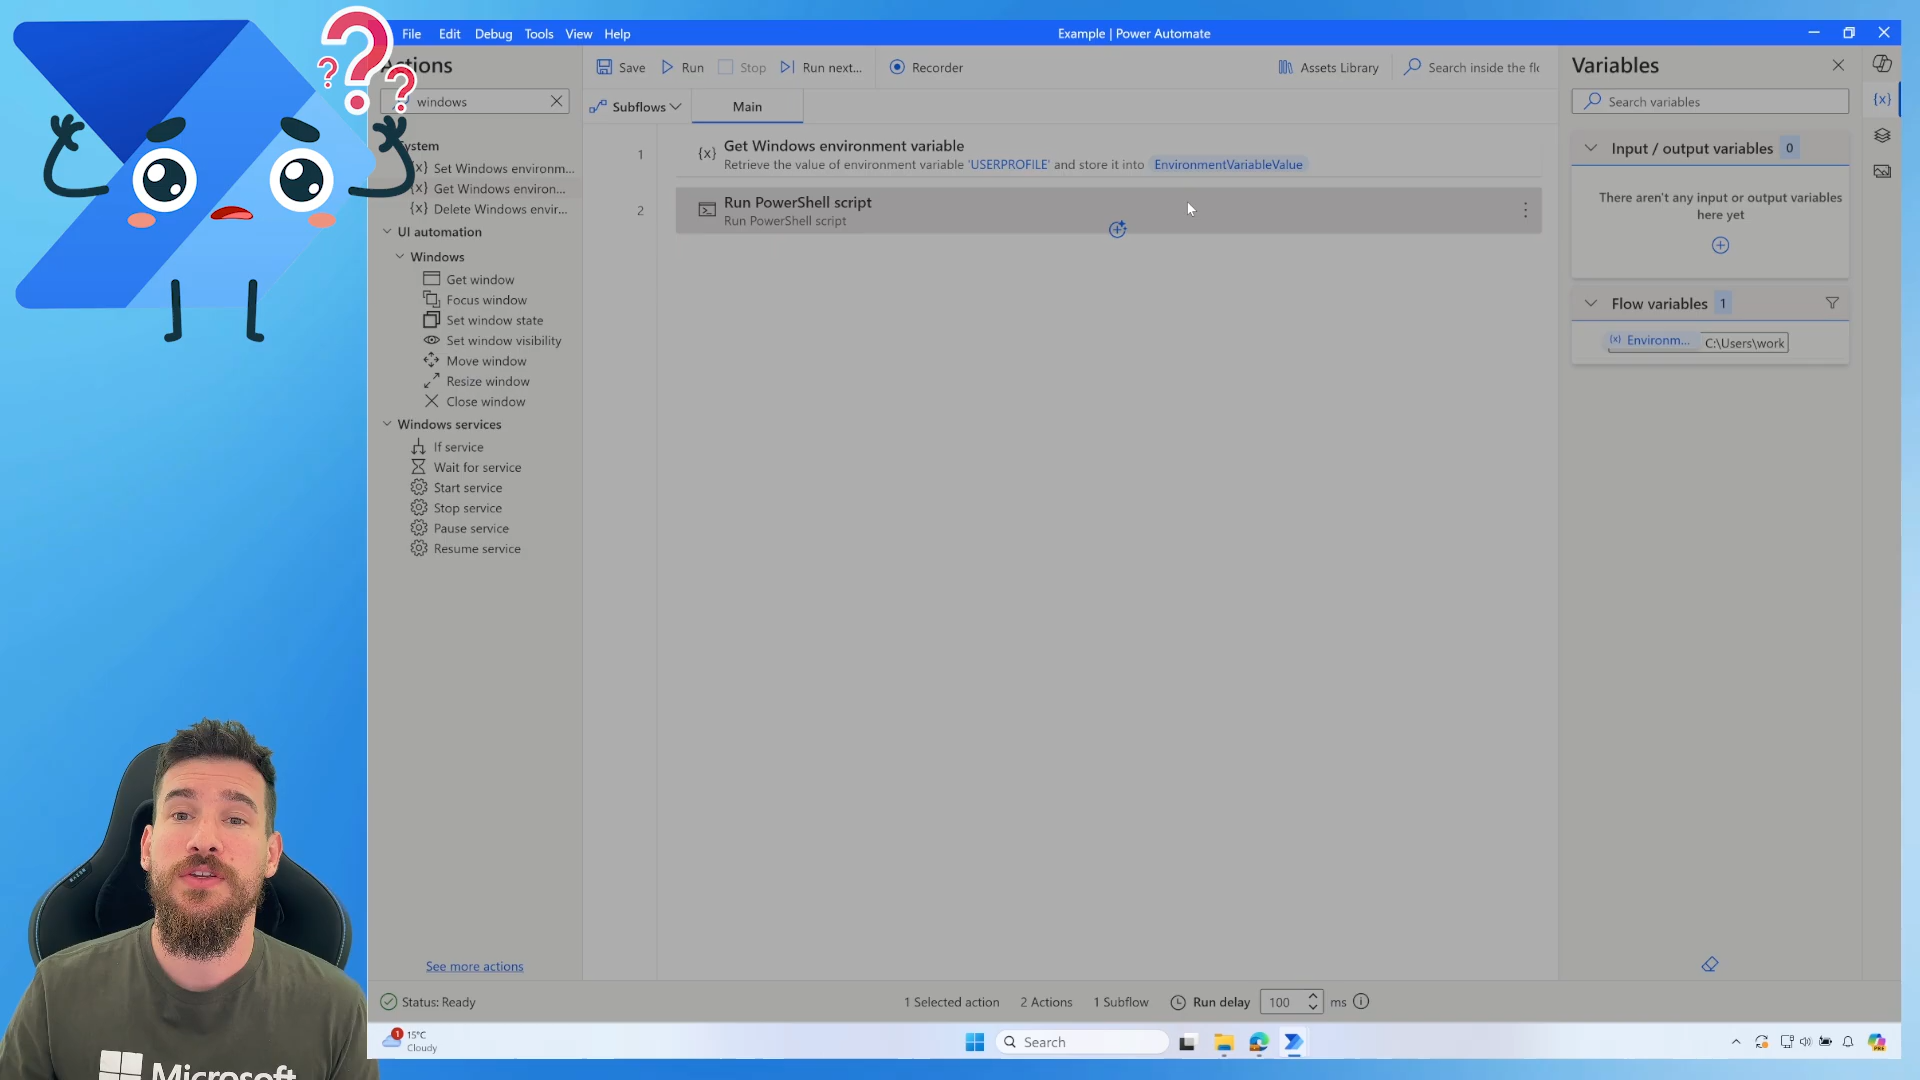 File Edit Debug Tools View Help
Example | Power Automate
Actions
windows
System
Set Windows environm...
Get Windows environ...
Delete Windows envir...
UI automation
Windows
Get window
Focus window
Set window state
Set window visibility
Move window
Resize window
Close window
Windows services
If service
Wait for service
Start service
Stop service
Pause service
Resume service
See more actions
Save Run Stop Run next... Recorder
Assets Library
Search inside the flo
Subflows
Main
1
{x}
Get Windows environment variable
Retrieve the value of environment variable 'USERPROFILE' and store it into EnvironmentVariableValue
2
Run PowerShell script
Run PowerShell script
Variables
Search variables
Input / output variables 0
There aren't any input or output variables
here yet
Flow variables 1
{x} Environm... C:\Users\work
Status: Ready
1 Selected action 2 Actions 1 Subflow Run delay 100 ms
1
15°C
Cloudy
Search
Microsoft